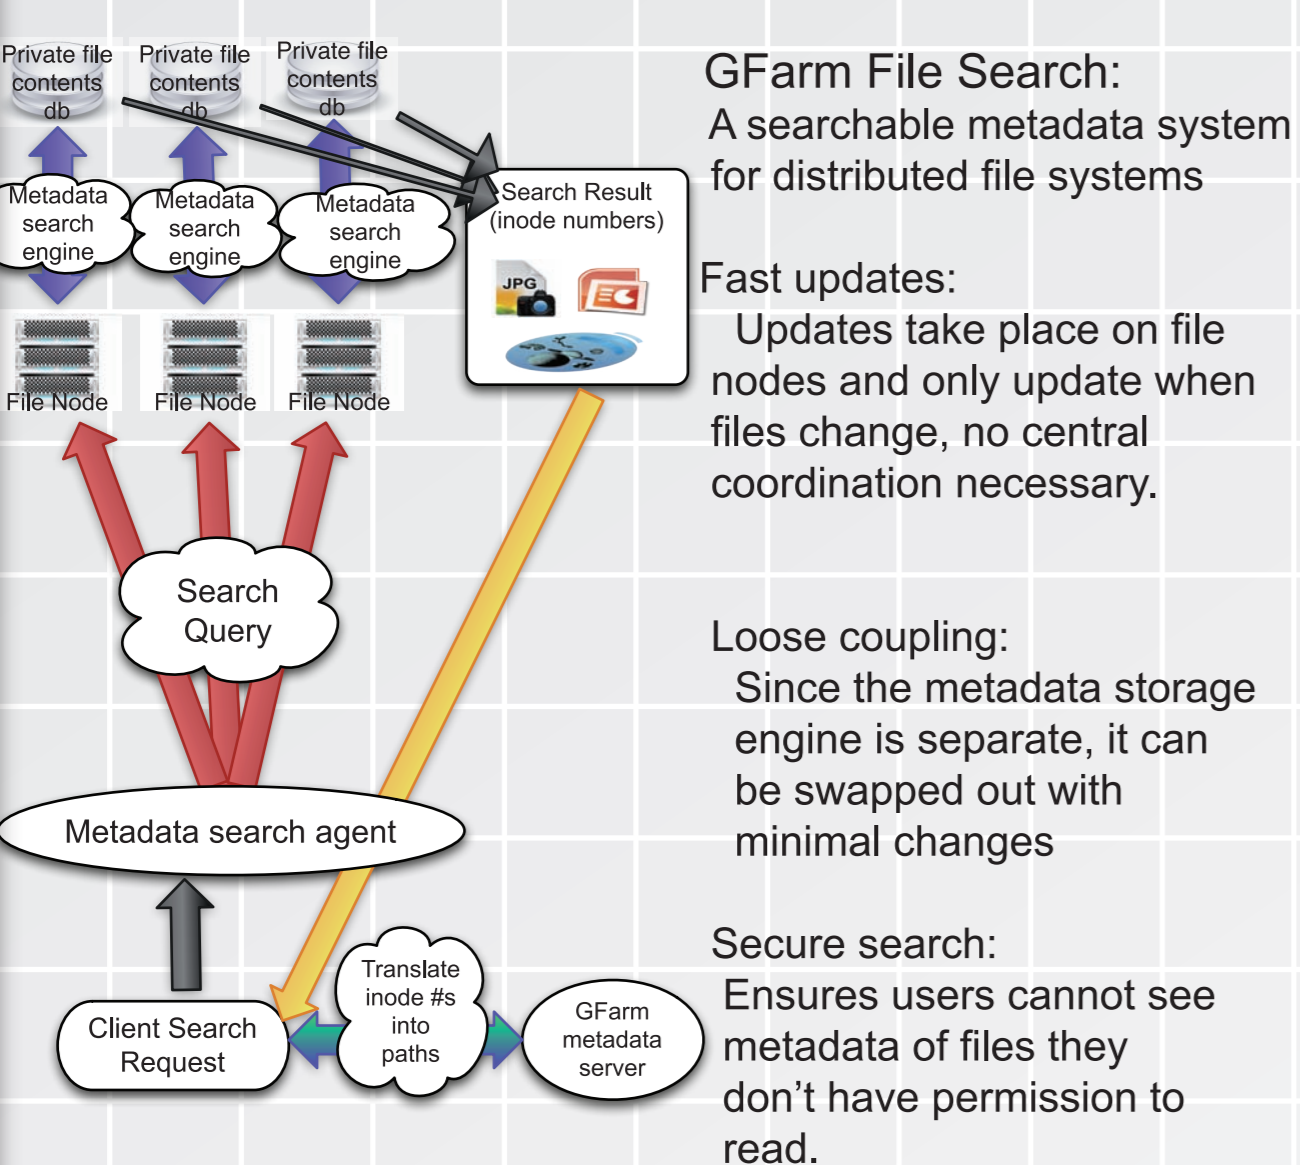 Private file
contents
db
Private file
contents
db
Private file
contents
db
Metadata
search
engine
Metadata
search
engine
Metadata
search
engine
Search Result
(inode numbers)
JPG
File Node
File Node
File Node
Search
Query
Metadata search agent
Client Search
Request
Translate
inode #s
into
paths
GFarm
metadata
server
GFarm File Search:
A searchable metadata system
for distributed file systems
Fast updates:
Updates take place on file
nodes and only update when
files change, no central
coordination necessary.
Loose coupling:
Since the metadata storage
engine is separate, it can
be swapped out with
minimal changes
Secure search:
Ensures users cannot see
metadata of files they
don’t have permission to
read.